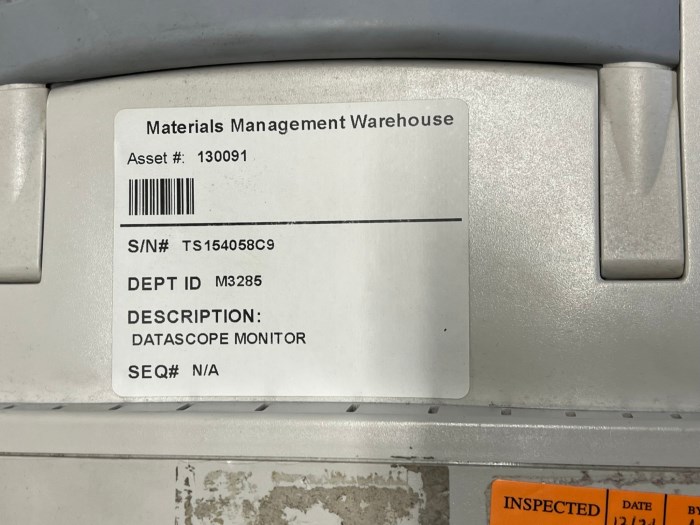 Materials Management Warehouse
Asset #: 130091
S/N# TS154058C9
DEPT ID M3285
DESCRIPTION:
DATASCOPE MONITOR
SEQ# N/A
INSPECTED DATE